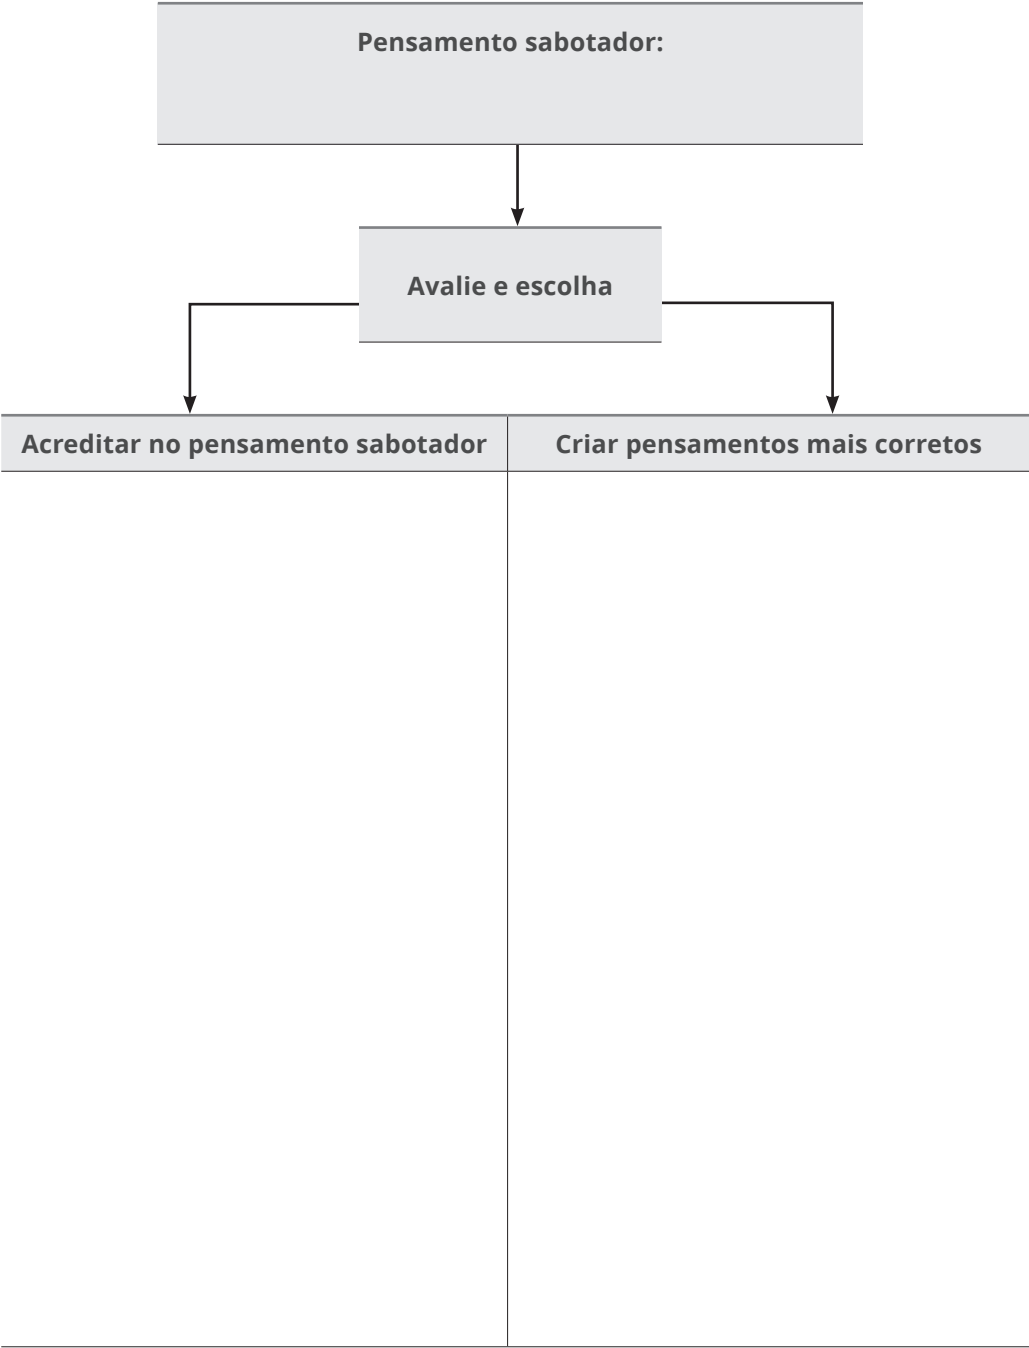 Pensamento sabotador:
Avalie e escolha
Acreditar no pensamento sabotador
Criar pensamentos mais corretos